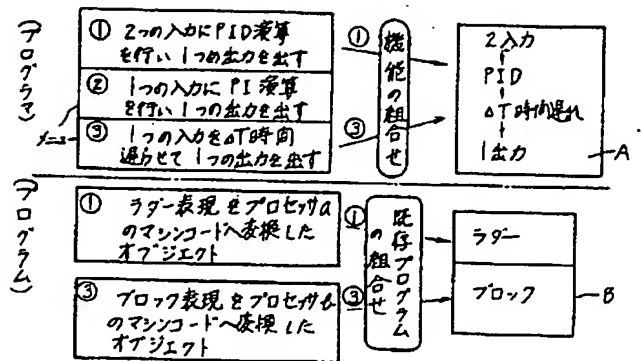 (プログラマ)
メニュー
① 2つの入力にPID演算
を行い1つの出力を出す
② 1つの入力にPI演算
を行い1つの出力を出す
③ 1つの入力をΔT時間
遅らせて1つの出力を出す
①
③
機能の組合せ
2入力
PID
ΔT時間遅れ
1出力
A
(プログラム)
① ラダー表現をプロセッサa
のマシンコードへ変換した
オブジェクト
③ ブロック表現をプロセッサb
のマシンコードへ変換した
オブジェクト
①
③
既存プログラム
の組合せ
ラダー
ブロック
B